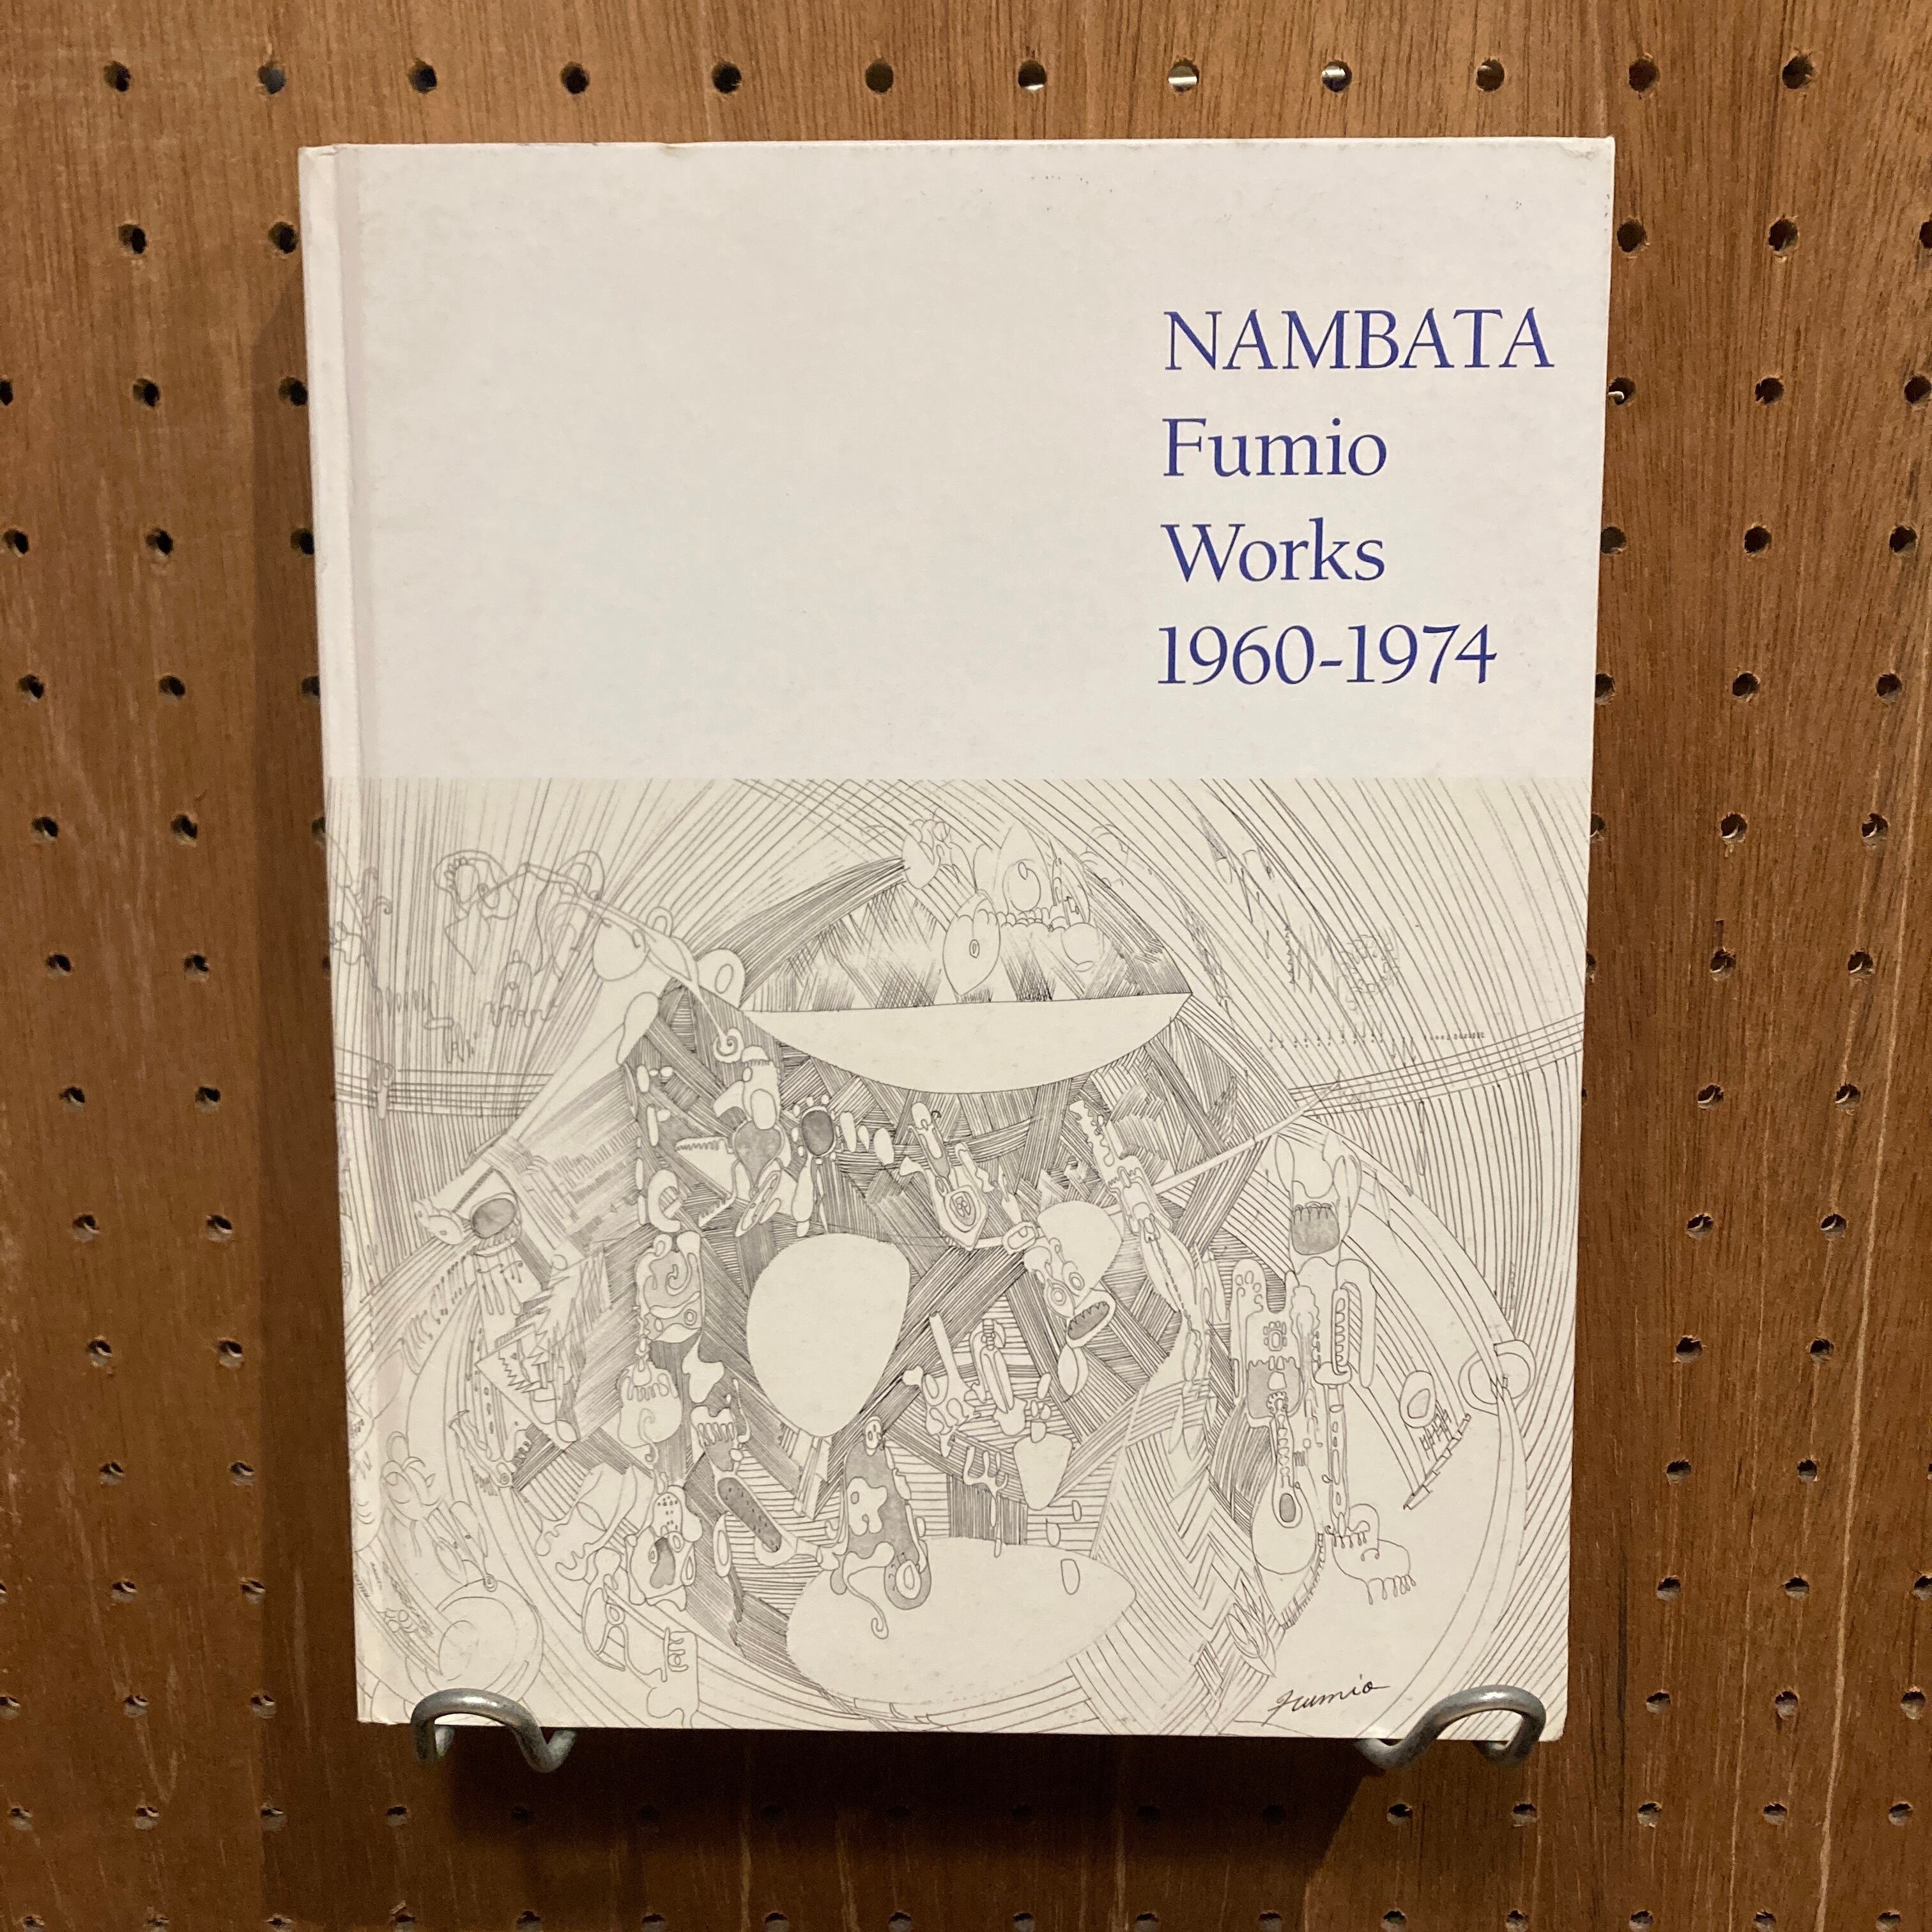 NAMBATA
Fumio
Works
1960-1974
Fumio